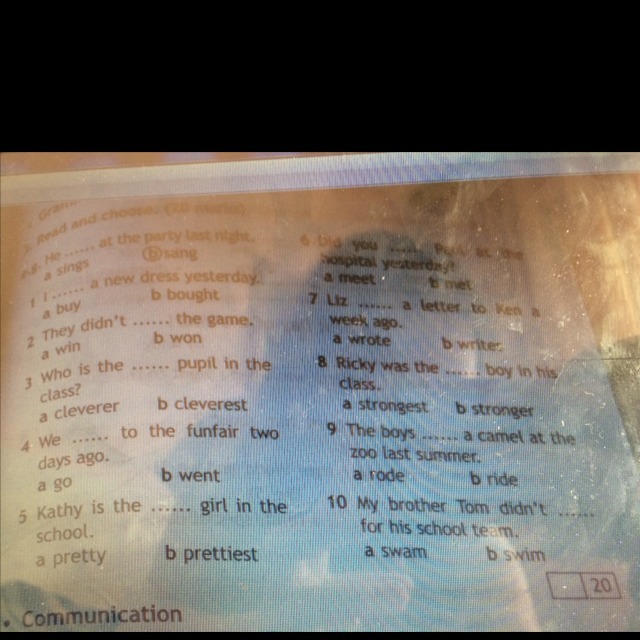 Read and choose. (10 marks)
e.g. He ...... at the party last night.
a sings b sang
1 I ...... a new dress yesterday.
a buy b bought
2 They didn't ...... the game.
a win b won
3 Who is the ...... pupil in the
class?
a cleverer b cleverest
4 We ...... to the funfair two
days ago.
a go b went
5 Kathy is the ...... girl in the
school.
a pretty b prettiest
6 Did you ...... at the
hospital yesterday?
a meet b met
7 Liz ...... a letter to Ken a
week ago.
a wrote b writer
8 Ricky was the ...... boy in his
class.
a strongest b stronger
9 The boys ...... a camel at the
zoo last summer.
a rode b ride
10 My brother Tom didn't ......
for his school team.
a swam b swim
20
• Communication